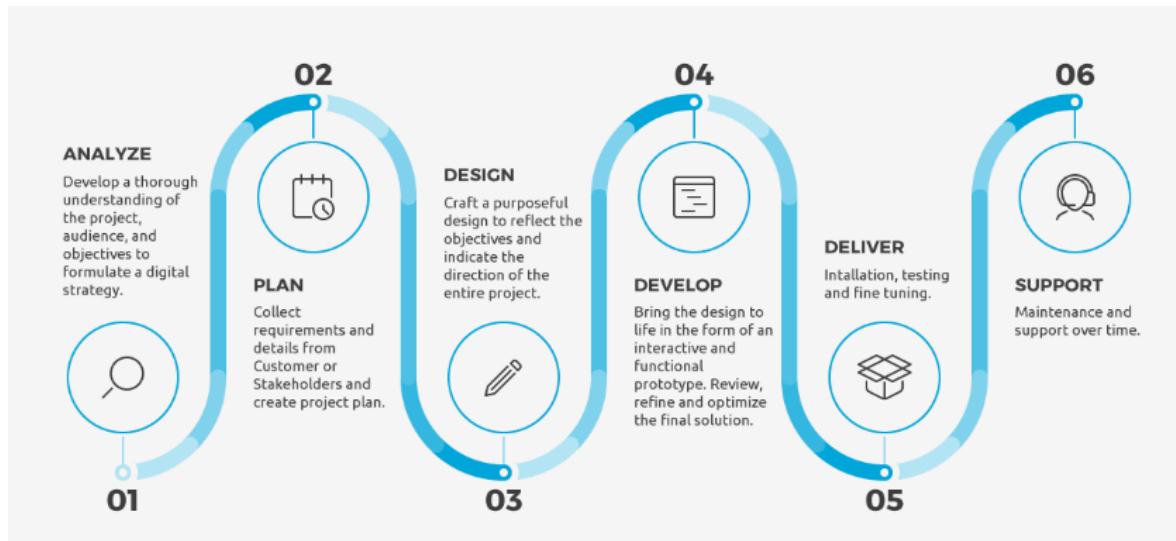 01
ANALYZE
Develop a thorough
understanding of
the project,
audience, and
objectives to
formulate a digital
strategy.
02
PLAN
Collect
requirements and
details from
Customer or
Stakeholders and
create project plan.
03
DESIGN
Craft a purposeful
design to reflect the
objectives and
indicate the
direction of the
entire project.
04
DEVELOP
Bring the design to
life in the form of an
interactive and
functional
prototype. Review,
refine and optimize
the final solution.
05
DELIVER
Intallation, testing
and fine tuning.
06
SUPPORT
Maintenance and
support over time.